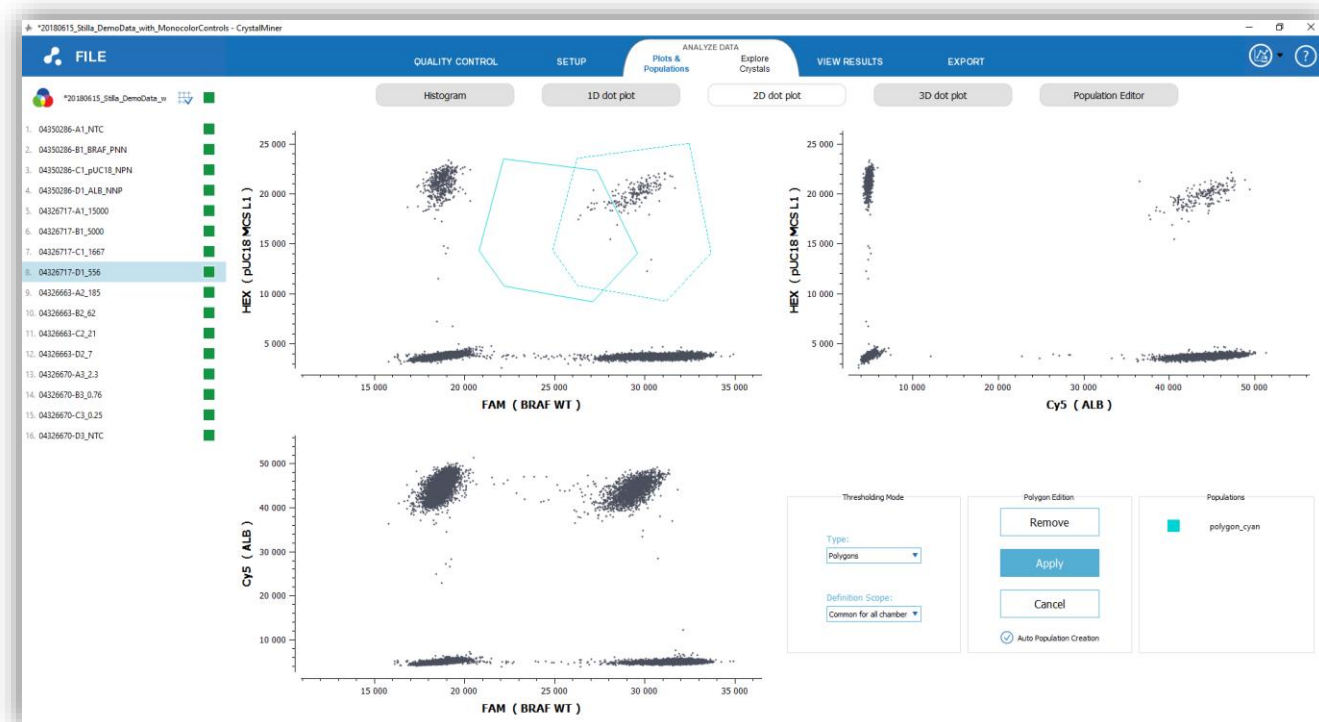 *20180615_Stilla_DemoData_with_MonocolorControls - CrystalMiner
FILE
QUALITY CONTROL
SETUP
ANALYZE DATA
Plots & Populations
Explore Crystals
VIEW RESULTS
EXPORT
?
*20180615_Stilla_DemoData_w
Histogram
1D dot plot
2D dot plot
3D dot plot
Population Editor
1. 04350286-A1_NTC
2. 04350286-B1_BRAF_PNN
3. 04350286-C1_pUC18_NPN
4. 04350286-D1_ALB_NNP
5. 04326717-A1_15000
6. 04326717-B1_5000
7. 04326717-C1_1667
8. 04326717-D1_556
9. 04326663-A2_185
10. 04326663-B2_62
11. 04326663-C2_21
12. 04326663-D2_7
13. 04326670-A3_2.3
14. 04326670-B3_0.76
15. 04326670-C3_0.25
16. 04326670-D3_NTC
HEX ( pUC18 MCS L1 )
25 000
20 000
15 000
10 000
5 000
15 000 20 000 25 000 30 000 35 000
FAM ( BRAF WT )
HEX ( pUC18 MCS L1 )
25 000
20 000
15 000
10 000
5 000
10 000 20 000 30 000 40 000 50 000
Cy5 ( ALB )
Cy5 ( ALB )
50 000
40 000
30 000
20 000
10 000
15 000 20 000 25 000 30 000 35 000
FAM ( BRAF WT )
Thresholding Mode
Type:
Polygons
Definition Scope:
Common for all chamber
Polygon Edition
Remove
Apply
Cancel
Auto Population Creation
Populations
polygon_cyan